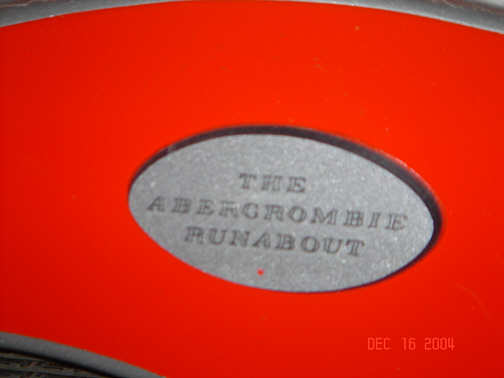 THE
ABERCROMBIE
RUNABOUT
DEC 16 2004